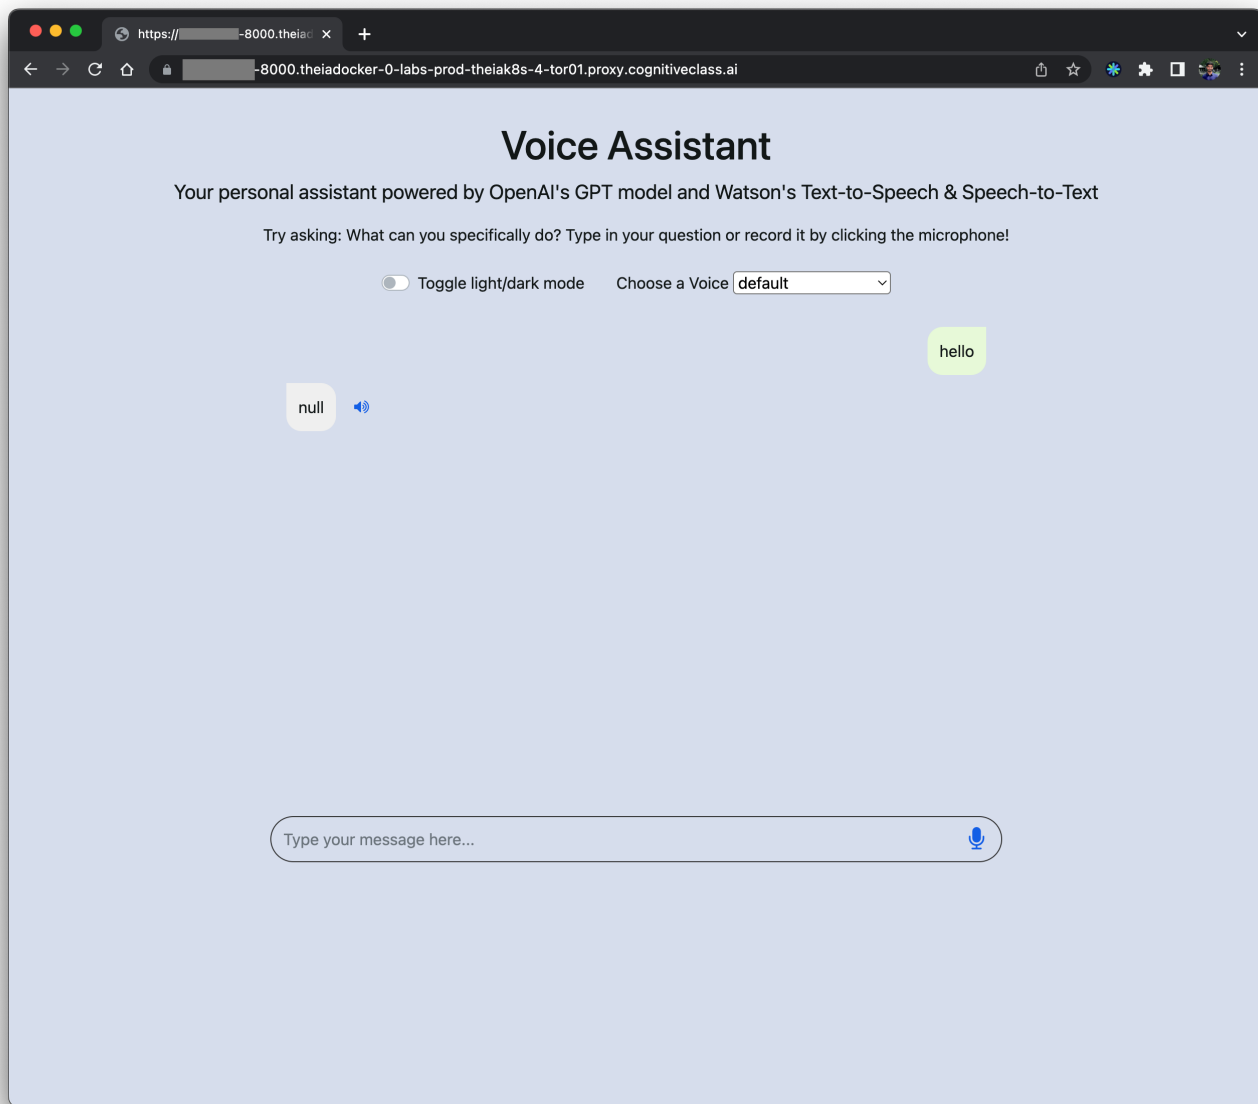 https:// -8000.theiad
-8000.theiadocker-0-labs-prod-theiak8s-4-tor01.proxy.cognitiveclass.ai
Voice Assistant
Your personal assistant powered by OpenAI's GPT model and Watson's Text-to-Speech & Speech-to-Text
Try asking: What can you specifically do? Type in your question or record it by clicking the microphone!
Toggle light/dark mode Choose a Voice default
hello
null
Type your message here...